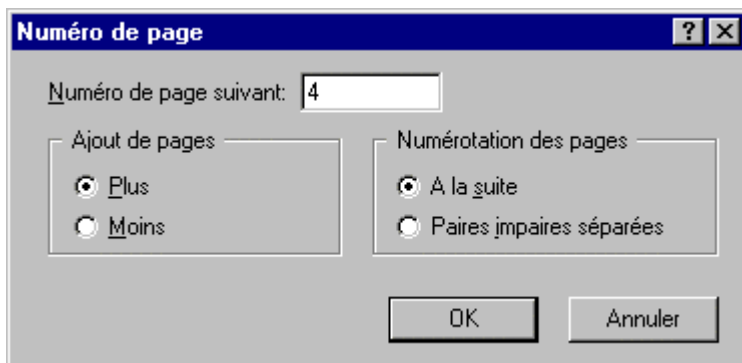 Numéro de page
Numéro de page suivant: 4
Ajout de pages
Plus
Moins
Numérotation des pages
A la suite
Paires impaires séparées
OK
Annuler